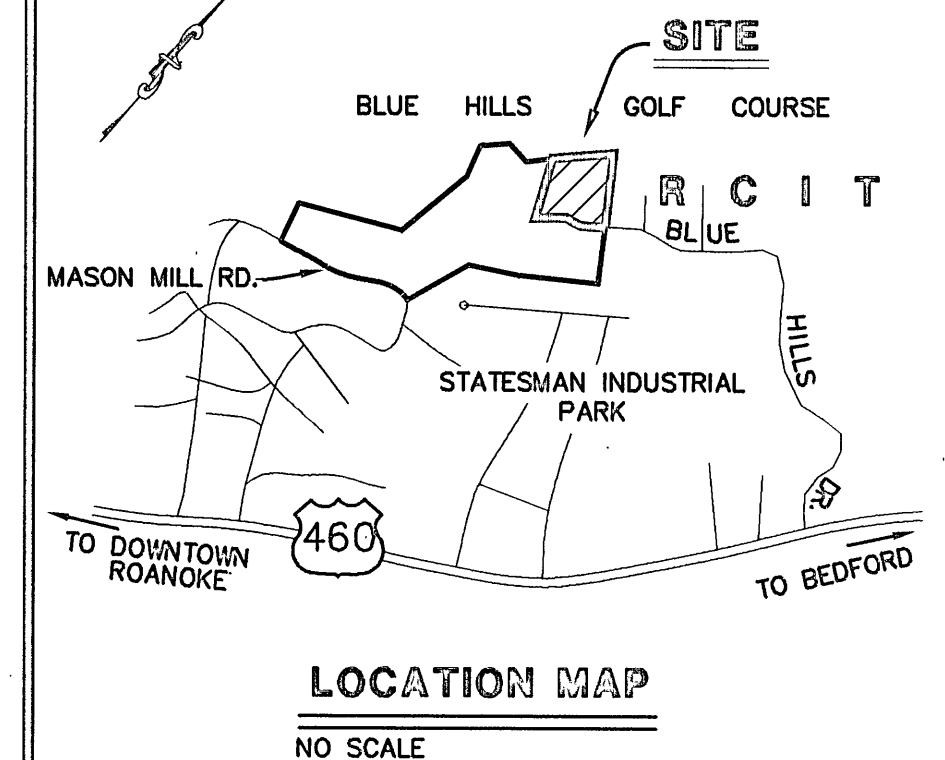 SITE
BLUE HILLS GOLF COURSE
R C I T
BLUE
MASON MILL RD.
HILLS
STATESMAN INDUSTRIAL
PARK
DR.
460
TO DOWNTOWN
ROANOKE
TO BEDFORD
LOCATION MAP
NO SCALE